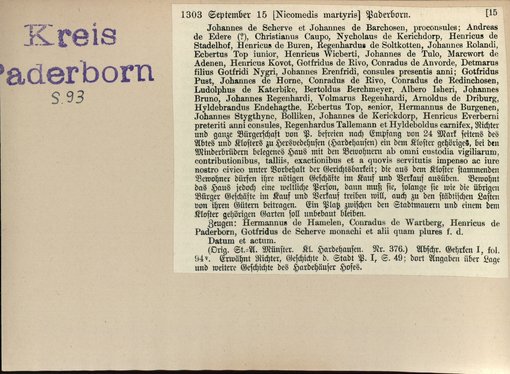 Kreis
Paderborn
S. 93
1303 September 15 [Nicomedis martyris] Paderborn. [15
Johannes de Scherve et Johannes de Barchosen, proconsules; Andreas
de Edere (?), Christianus Caupo, Nycholaus de Kerichdorp, Henricus de
Stadelhof, Henricus de Buren, Regenhardus de Soltkotten, Johannes Rolandi,
Ecbertus Top iunior, Henricus Wicberti, Johannes de Tulo, Marcwort de
Adenen, Henricus Kovot, Gotfridus de Rivo, Conradus de Anvorde, Detmarus
filius Gotfridi Nygri, Johannes Erenfridi, consules presentis anni; Gotfridus
Pust, Johannes de Horne, Conradus de Rivo, Conradus de Redinchosen,
Ludolphus de Katerbike, Bertoldus Berchmeyer, Albero Isheri, Johannes
Bruno, Johannes Regenhardi, Volmarus Regenhardi, Arnoldus de Driburg,
Hyldebrandus Endehagthe, Ecbertus Top, senior, Hermannus de Burgenen,
Johannes Stygthync, Bolliken, Johannes de Kerickdorp, Henricus Everberni
preteriti anni consules, Regenhardus Tallemann et Hyldeboldus carnifex, Richter
und ganze Bürgerschaft von P. befreien nach Empfang von 24 Mark seitens des
Abtes und Klosters zu Hersvedehusen (Hardehausen) ein dem Kloster gehöriges, bei den
Minderbrüdern belegenes Haus mit den Bewohnern ab omni custodia vigiliarum,
contributionibus, talliis, exactionibus et a quovis servitutis impenso ac iure
nostro civico unter Vorbehalt der Gerichtsbarkeit; die aus dem Kloster stammenden
Bewohner dürfen ihre nötigen Geschäfte im Kauf und Verkauf ausüben. Bewohnt
das Haus jedoch eine weltliche Person, dann muß sie, solange sie wie die übrigen
Bürger Geschäfte im Kauf und Verkauf treiben will, auch zu den städtischen Lasten
von ihren Gütern beitragen. Ein Platz zwischen den Stadtmauern und einem dem
Kloster gehörigen Garten soll unbebaut bleiben.
Zeugen: Hermannus de Hamelen, Conradus de Wartberg, Henricus de
Paderborn, Gotfridus de Scherve monachi et alii quam plures f. d.
Datum et actum.
(Orig. St.-A. Münster. Kl. Hardehausen. Nr. 376.) Abschr. Gehrken I, fol.
94v. Erwähnt Richter, Geschichte d. Stadt P. I, S. 49; dort Angaben über Lage
und weitere Geschichte des Hardehäuser Hofes.